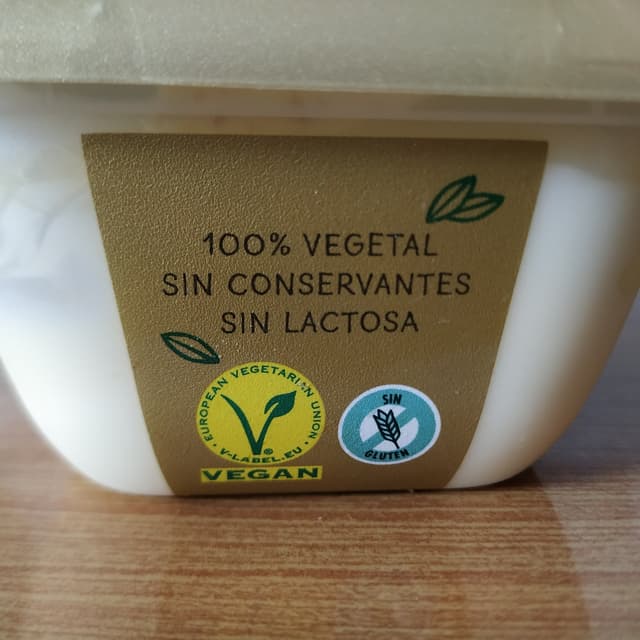 100% VEGETAL
SIN CONSERVANTES
SIN LACTOSA
EUROPEAN VEGETARIAN UNION
· V-LABEL.EU ·
®
VEGAN
SIN
GLUTEN